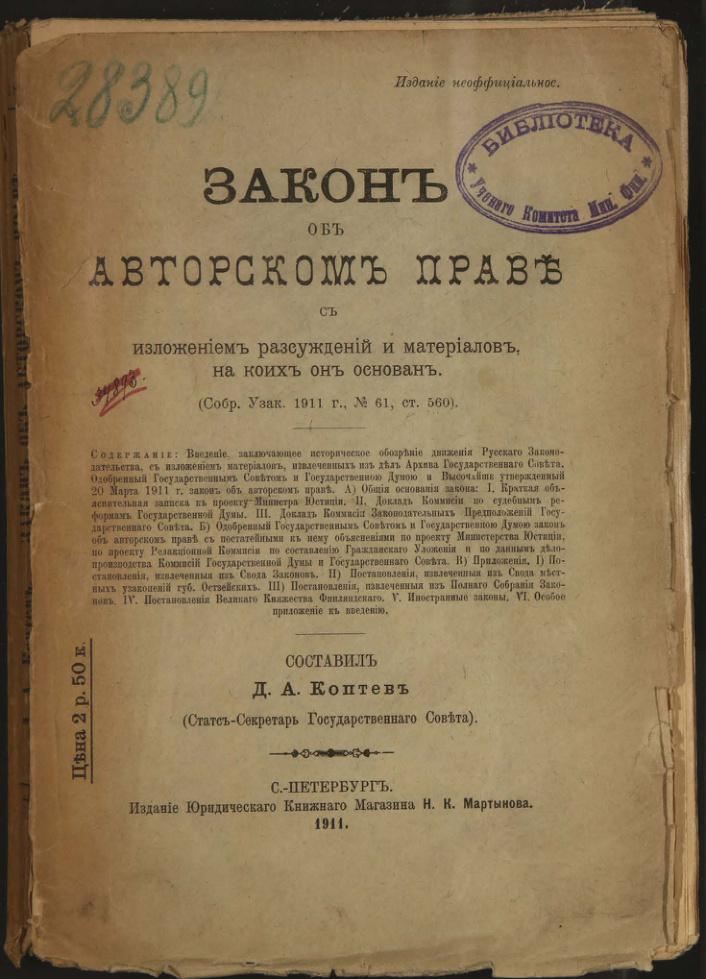 28389
Изданіе неоффиціальное.
БИБЛІОТЕКА
Ученаго Комитета Мин. Фин.
ЗАКОНЪ
ОБЪ
АВТОРСКОМЪ ПРАВѢ
СЪ
изложеніемъ разсужденій и матеріаловъ,
на коихъ онъ основанъ.
(Собр. Узак. 1911 г., № 61, ст. 560).
Содержаніе: Введеніе, заключающее историческое обозрѣніе движенія Русскаго Законо-
дательства, съ изложеніемъ матеріаловъ, извлеченныхъ изъ дѣлъ Архива Государственнаго Совѣта.
Одобренный Государственнымъ Совѣтомъ и Государственною Думою и Высочайше утвержденный
20 Марта 1911 г. законъ объ авторскомъ правѣ. А) Общія основанія закона: I. Краткая объ-
яснительная записка къ проекту Министра Юстиціи, II. Докладъ Комиссіи по судебнымъ ре-
формамъ Государственной Думы. III. Докладъ Комиссіи Законодательныхъ Предположеній Госу-
дарственнаго Совѣта. Б) Одобренный Государственнымъ Совѣтомъ и Государственною Думою законъ
объ авторскомъ правѣ съ постатейными къ нему объясненіями по проекту Министерства Юстиціи,
по проекту Редакціонной Комиссіи по составленію Гражданскаго Уложенія и по даннымъ дѣло-
производства Комиссій Государственной Думы и Государственнаго Совѣта. В) Приложенія, I) По-
становленія, извлеченныя изъ Свода Законовъ. II) Постановленія, извлеченныя изъ Свода мѣст-
ныхъ узаконеній губ. Остзейскихъ. III) Постановленія, извлеченныя изъ Полнаго Собранія Зако-
новъ. IV. Постановленія Великаго Княжества Финляндскаго. V. Иностранные законы, VI. Особое
приложеніе къ введенію.
Цѣна 2 р. 50 к.
СОСТАВИЛЪ
Д. А. Коптевъ
(Статсъ-Секретарь Государственнаго Совѣта).
С.-ПЕТЕРБУРГЪ.
Изданіе Юридическаго Книжнаго Магазина Н. К. Мартынова.
1911.